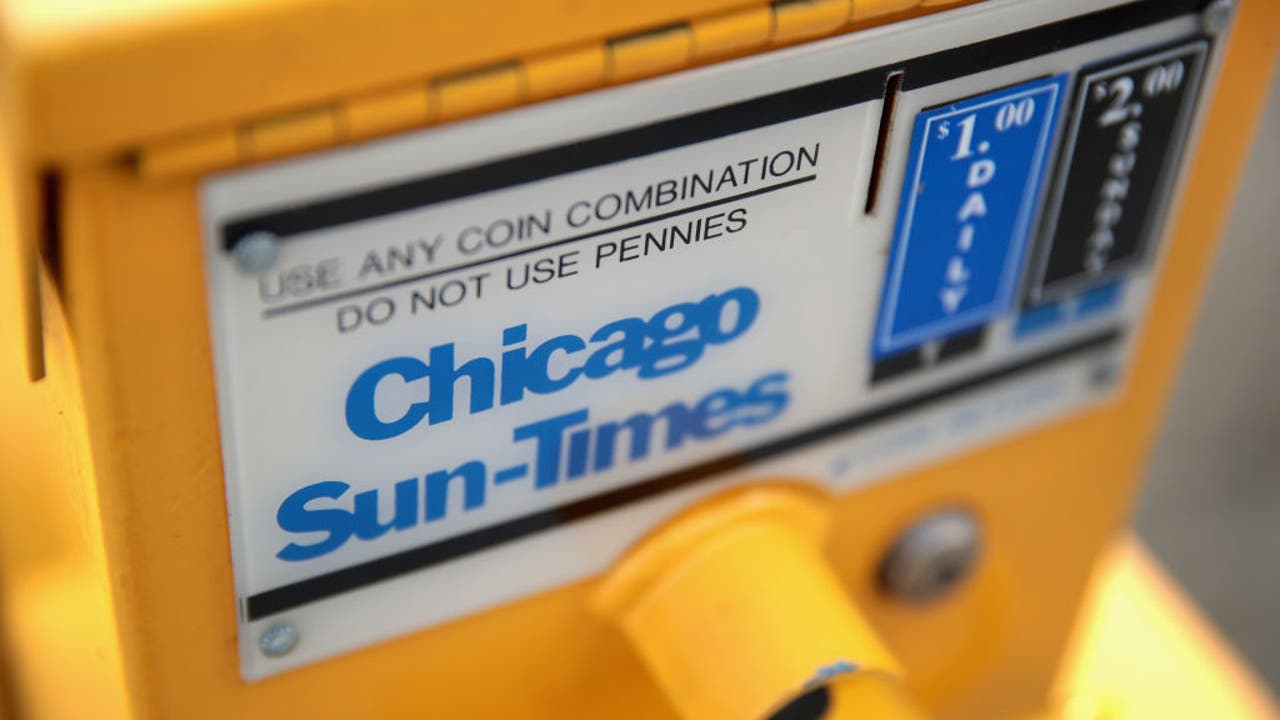 USE ANY COIN COMBINATION
DO NOT USE PENNIES
Chicago
Sun-Times
$1.00
DAILY
$2.00
SUNDAY